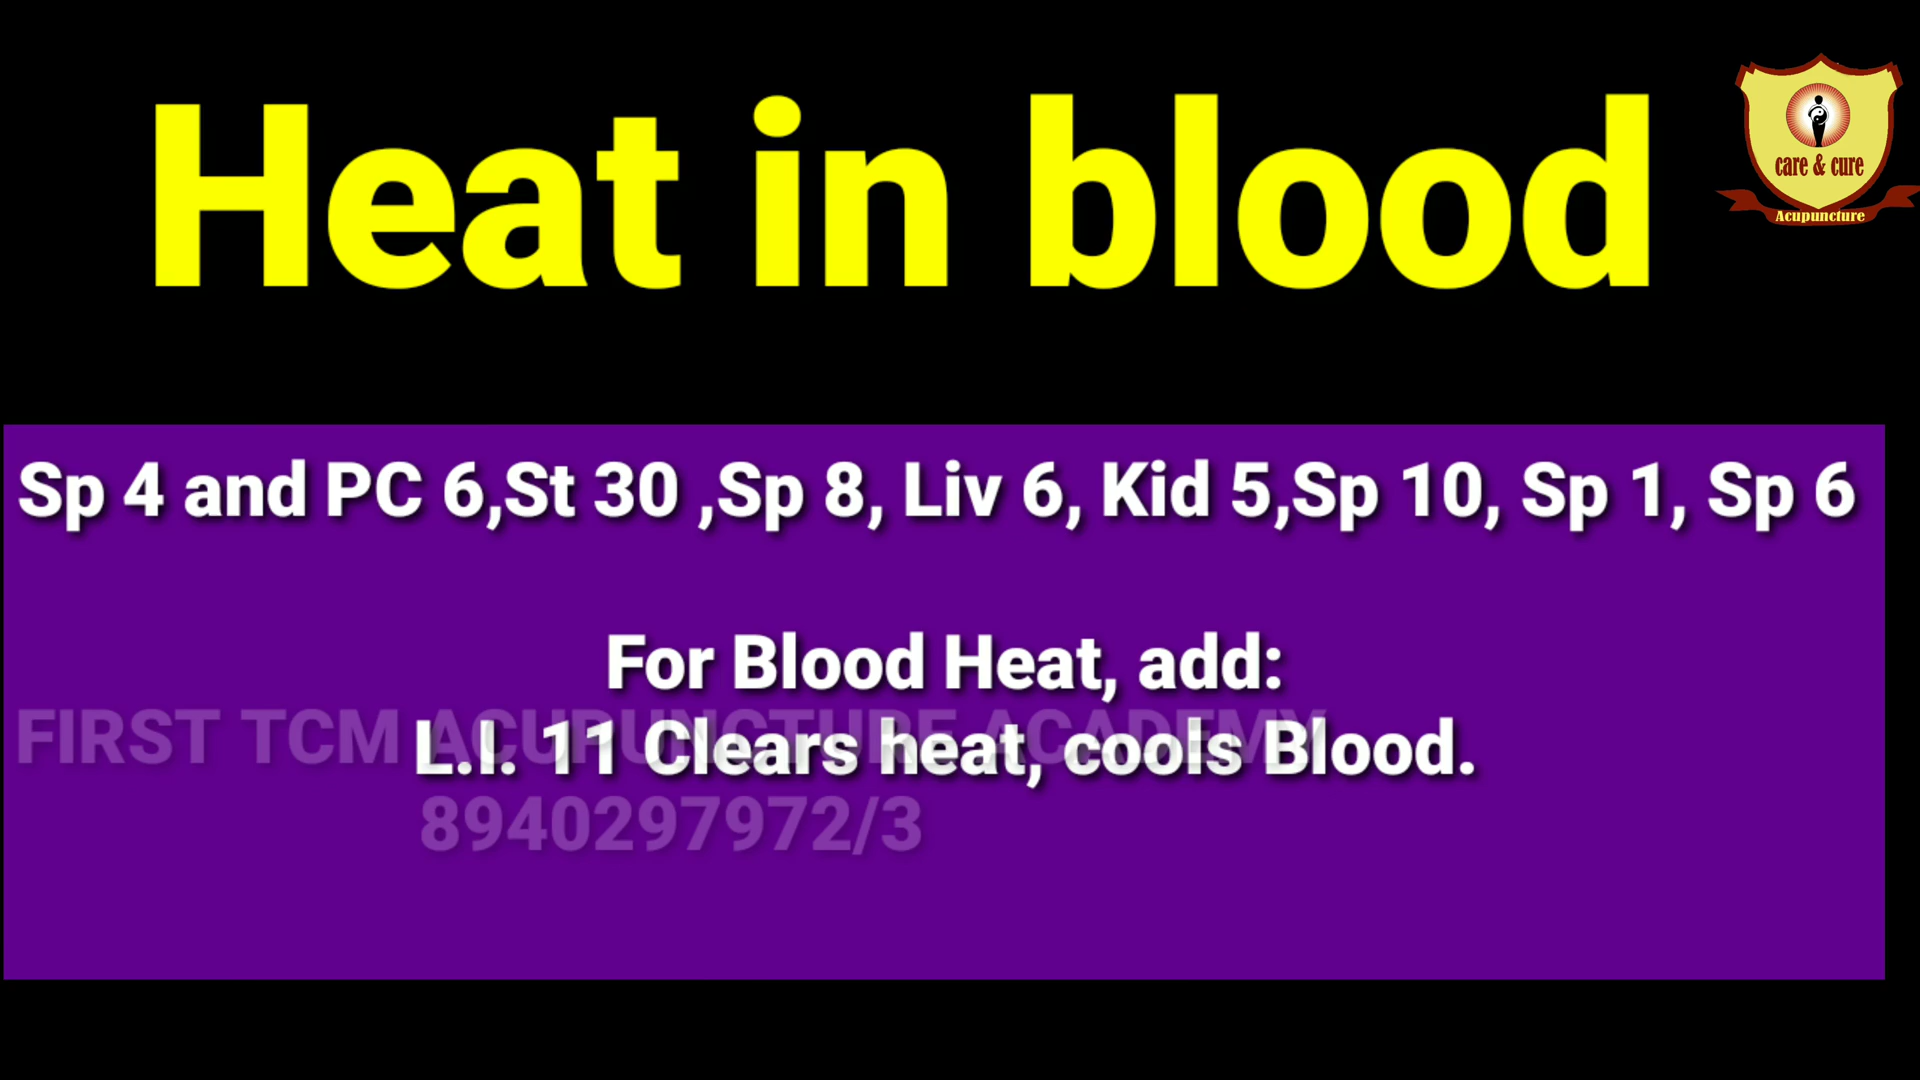 Heat in blood
care & cure
Acupuncture
Sp 4 and PC 6,St 30 ,Sp 8, Liv 6, Kid 5,Sp 10, Sp 1, Sp 6
For Blood Heat, add:
L.I. 11 Clears heat, cools Blood.
FIRST TCM ACUPUNCTURE ACADEMY
8940297972/3